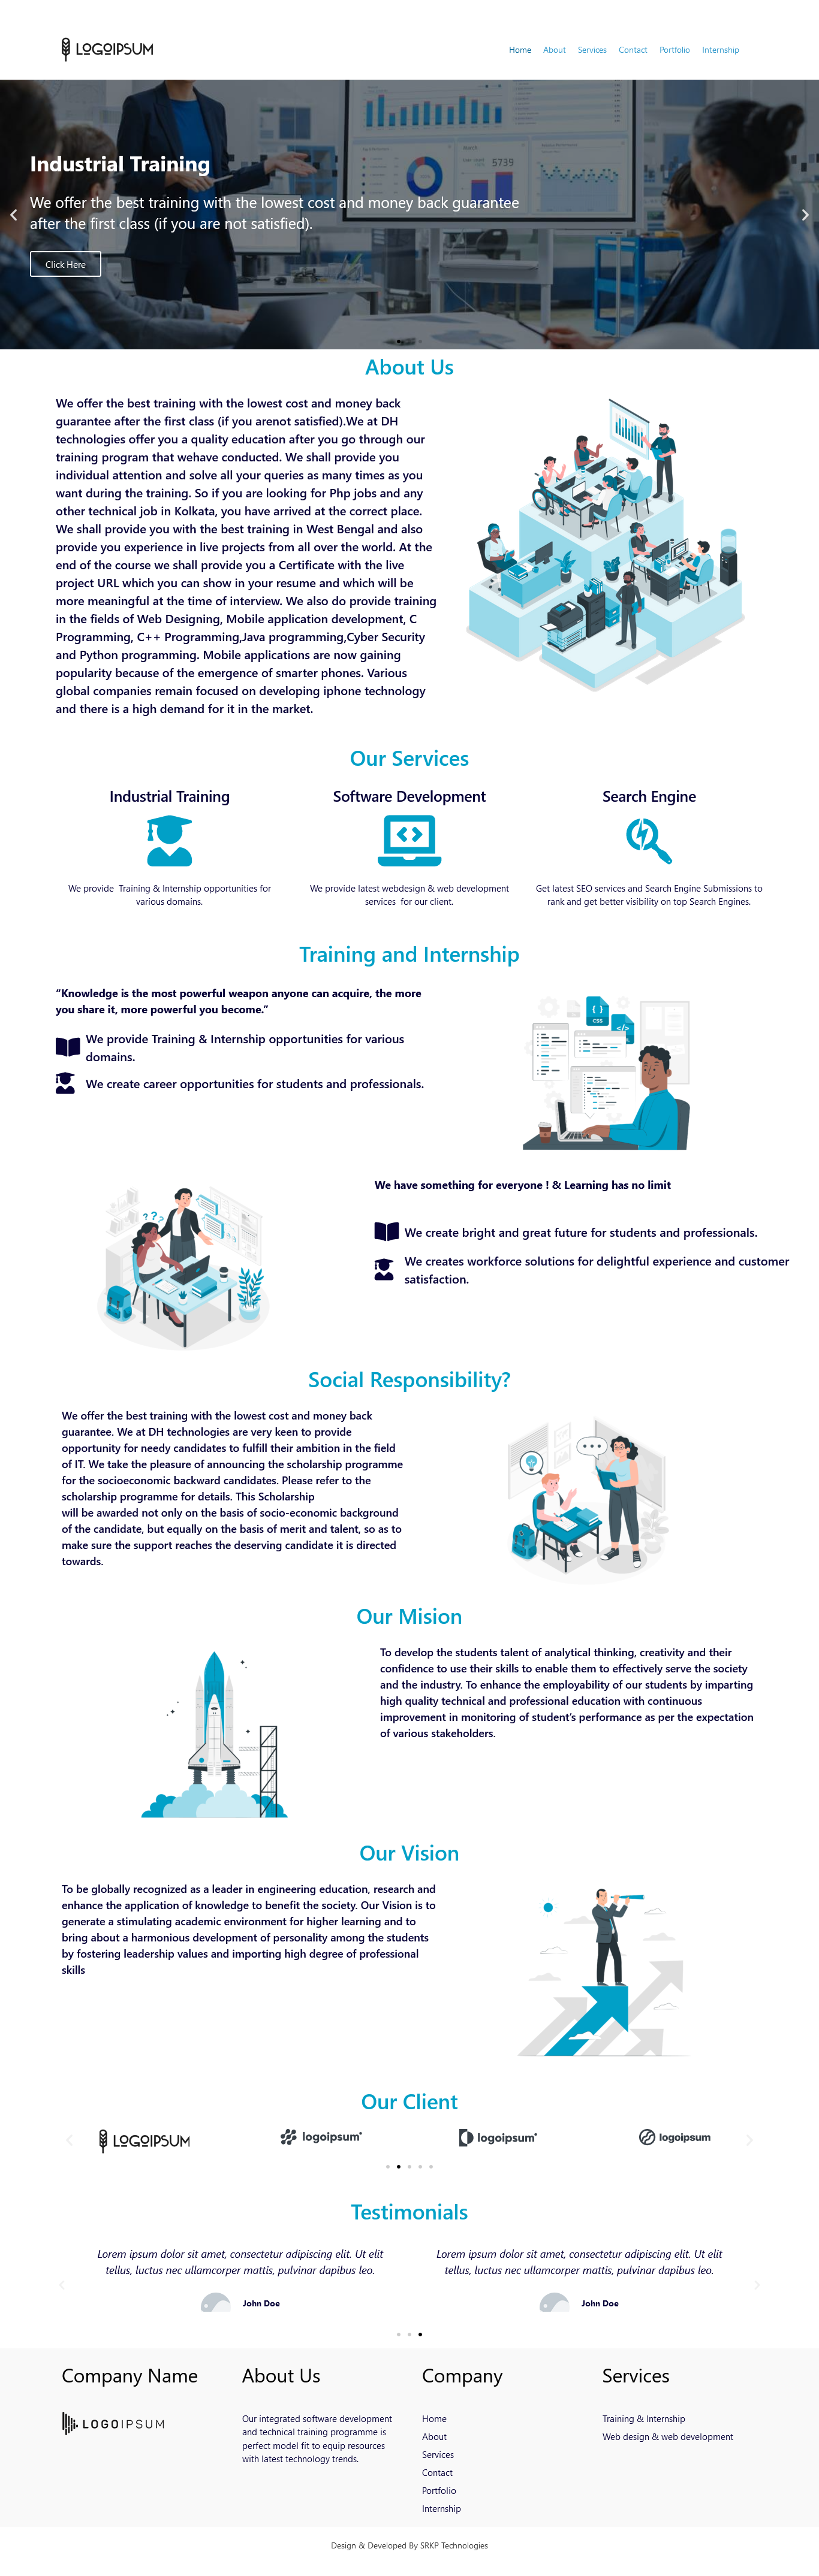 LOGOIPSUM
Home About Services Contact Portfolio Internship
5739
Industrial Training
We offer the best training with the lowest cost and money back guarantee
after the first class (if you are not satisfied).
Click Here
About Us
We offer the best training with the lowest cost and money back
guarantee after the first class (if you arenot satisfied).We at DH
technologies offer you a quality education after you go through our
training program that wehave conducted. We shall provide you
individual attention and solve all your queries as many times as you
want during the training. So if you are looking for Php jobs and any
other technical job in Kolkata, you have arrived at the correct place.
We shall provide you with the best training in West Bengal and also
provide you experience in live projects from all over the world. At the
end of the course we shall provide you a Certificate with the live
project URL which you can show in your resume and which will be
more meaningful at the time of interview. We also do provide training
in the fields of Web Designing, Mobile application development, C
Programming, C++ Programming,Java programming,Cyber Security
and Python programming. Mobile applications are now gaining
popularity because of the emergence of smarter phones. Various
global companies remain focused on developing iphone technology
and there is a high demand for it in the market.
Our Services
Industrial Training
We provide Training & Internship opportunities for
various domains.
Software Development
We provide latest webdesign & web development
services for our client.
Search Engine
Get latest SEO services and Search Engine Submissions to
rank and get better visibility on top Search Engines.
Training and Internship
“Knowledge is the most powerful weapon anyone can acquire, the more
you share it, more powerful you become.”
We provide Training & Internship opportunities for various
domains.
We create career opportunities for students and professionals.
{ }
CSS
</>
???
We have something for everyone ! & Learning has no limit
We create bright and great future for students and professionals.
We creates workforce solutions for delightful experience and customer
satisfaction.
Social Responsibility?
We offer the best training with the lowest cost and money back
guarantee. We at DH technologies are very keen to provide
opportunity for needy candidates to fulfill their ambition in the field
of IT. We take the pleasure of announcing the scholarship programme
for the socioeconomic backward candidates. Please refer to the
scholarship programme for details. This Scholarship
will be awarded not only on the basis of socio-economic background
of the candidate, but equally on the basis of merit and talent, so as to
make sure the support reaches the deserving candidate it is directed
towards.
Our Mision
To develop the students talent of analytical thinking, creativity and their
confidence to use their skills to enable them to effectively serve the society
and the industry. To enhance the employability of our students by imparting
high quality technical and professional education with continuous
improvement in monitoring of student’s performance as per the expectation
of various stakeholders.
Our Vision
To be globally recognized as a leader in engineering education, research and
enhance the application of knowledge to benefit the society. Our Vision is to
generate a stimulating academic environment for higher learning and to
bring about a harmonious development of personality among the students
by fostering leadership values and importing high degree of professional
skills
Our Client
LOGOIPSUM logoipsum logoipsum logoipsum
Testimonials
Lorem ipsum dolor sit amet, consectetur adipiscing elit. Ut elit
tellus, luctus nec ullamcorper mattis, pulvinar dapibus leo.
John Doe
Lorem ipsum dolor sit amet, consectetur adipiscing elit. Ut elit
tellus, luctus nec ullamcorper mattis, pulvinar dapibus leo.
John Doe
Company Name
LOGOIPSUM
About Us
Our integrated software development
and technical training programme is
perfect model fit to equip resources
with latest technology trends.
Company
Home
About
Services
Contact
Portfolio
Internship
Services
Training & Internship
Web design & web development
Design & Developed By SRKP Technologies